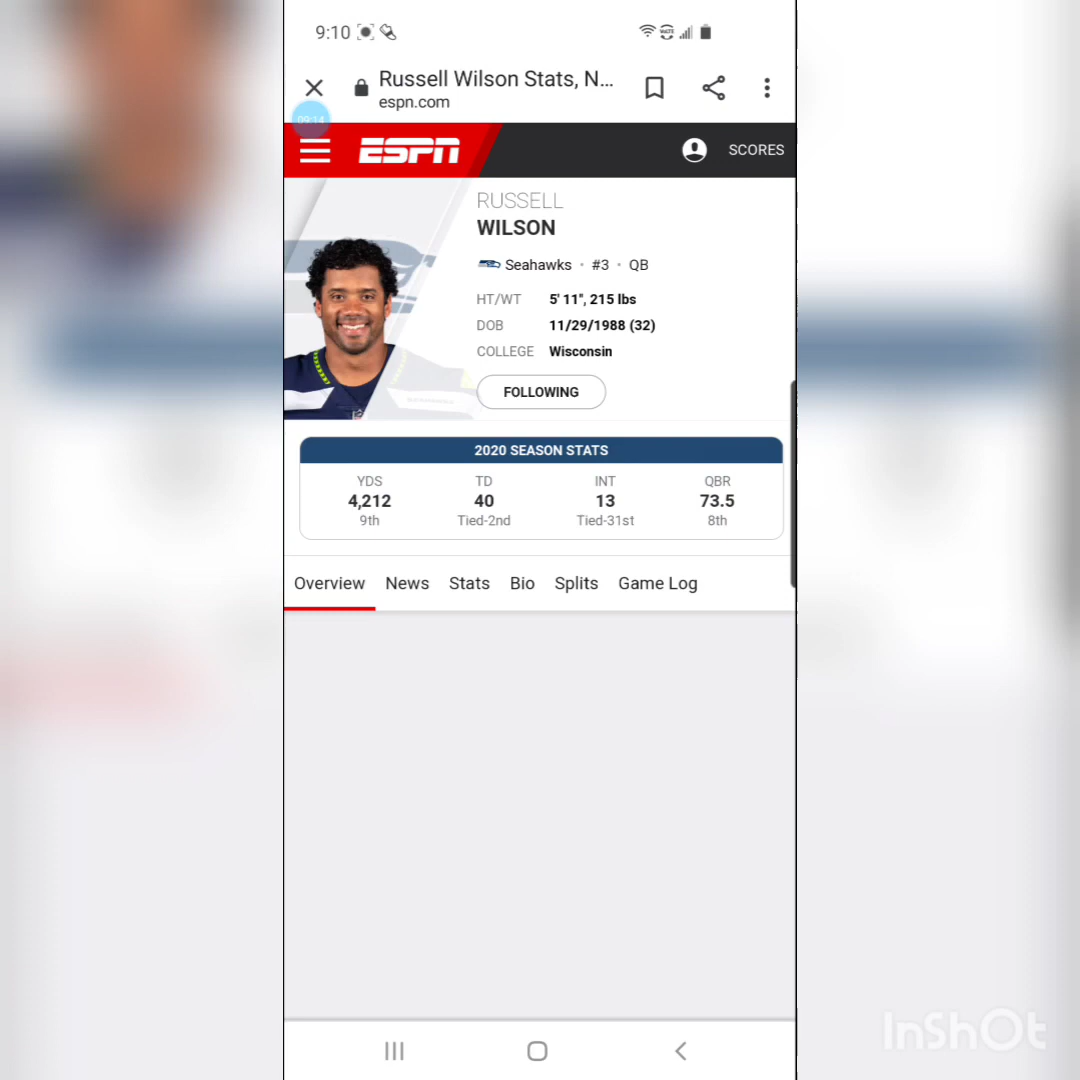 9:10
Russell Wilson Stats, N...
espn.com
09:14
ESPN
SCORES
RUSSELL
WILSON
Seahawks • #3 • QB
HT/WT 5' 11", 215 lbs
DOB 11/29/1988 (32)
COLLEGE Wisconsin
FOLLOWING
2020 SEASON STATS
YDS TD INT QBR
4,212 40 13 73.5
9th Tied-2nd Tied-31st 8th
Overview News Stats Bio Splits Game Log
InShOt